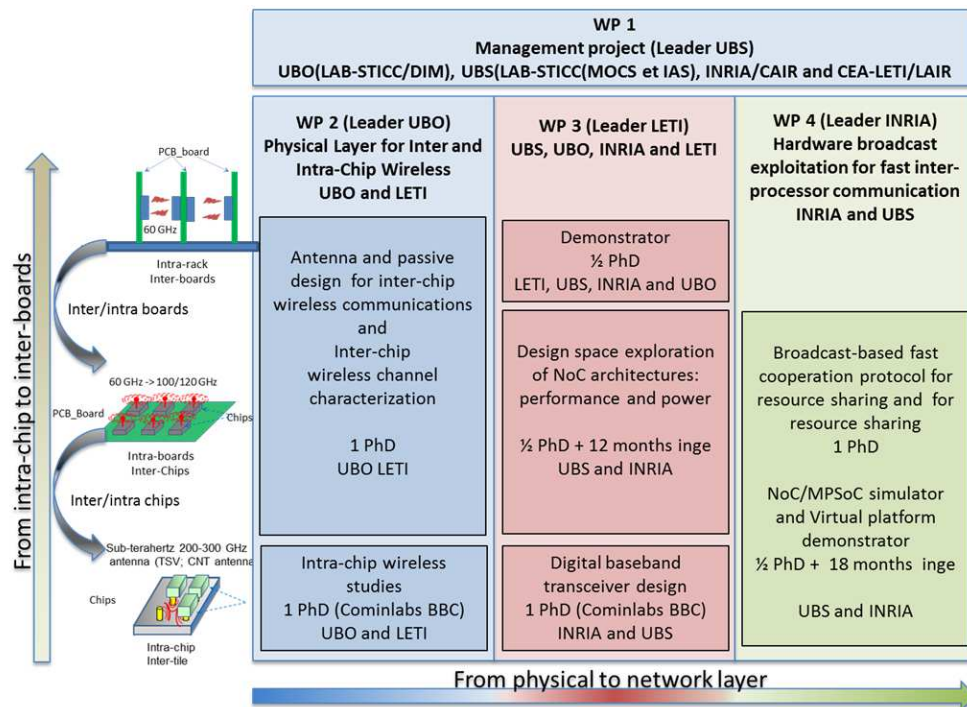 WP 1
Management project (Leader UBS)
UBO(LAB-STICC/DIM), UBS(LAB-STICC(MOCS et IAS), INRIA/CAIR and CEA-LETI/LAIR
WP 2 (Leader UBO)
Physical Layer for Inter and
Intra-Chip Wireless
UBO and LETI
WP 3 (Leader LETI)
UBS, UBO, INRIA and LETI
WP 4 (Leader INRIA)
Hardware broadcast
exploitation for fast inter-
processor communication
INRIA and UBS
From intra-chip to inter-boards
PCB_board
60 GHz
Intra-rack
Inter-boards
Inter/intra boards
60 GHz -> 100/120 GHz
PCB_Board
Chips
Intra-boards
Inter-Chips
Inter/intra chips
Sub-terahertz 200-300 GHz
antenna (TSV, CNT antenna
Chips
Intra-chip
Inter-tile
Antenna and passive
design for inter-chip
wireless communications
and
Inter-chip
wireless channel
characterization
1 PhD
UBO LETI
Intra-chip wireless
studies
1 PhD (Cominlabs BBC)
UBO and LETI
Demonstrator
½ PhD
LETI, UBS, INRIA and UBO
Design space exploration
of NoC architectures:
performance and power
½ PhD + 12 months inge
UBS and INRIA
Digital baseband
transceiver design
1 PhD (Cominlabs BBC)
INRIA and UBS
Broadcast-based fast
cooperation protocol for
resource sharing and for
resource sharing
1 PhD
NoC/MPSoC simulator
and Virtual platform
demonstrator
½ PhD + 18 months inge
UBS and INRIA
From physical to network layer